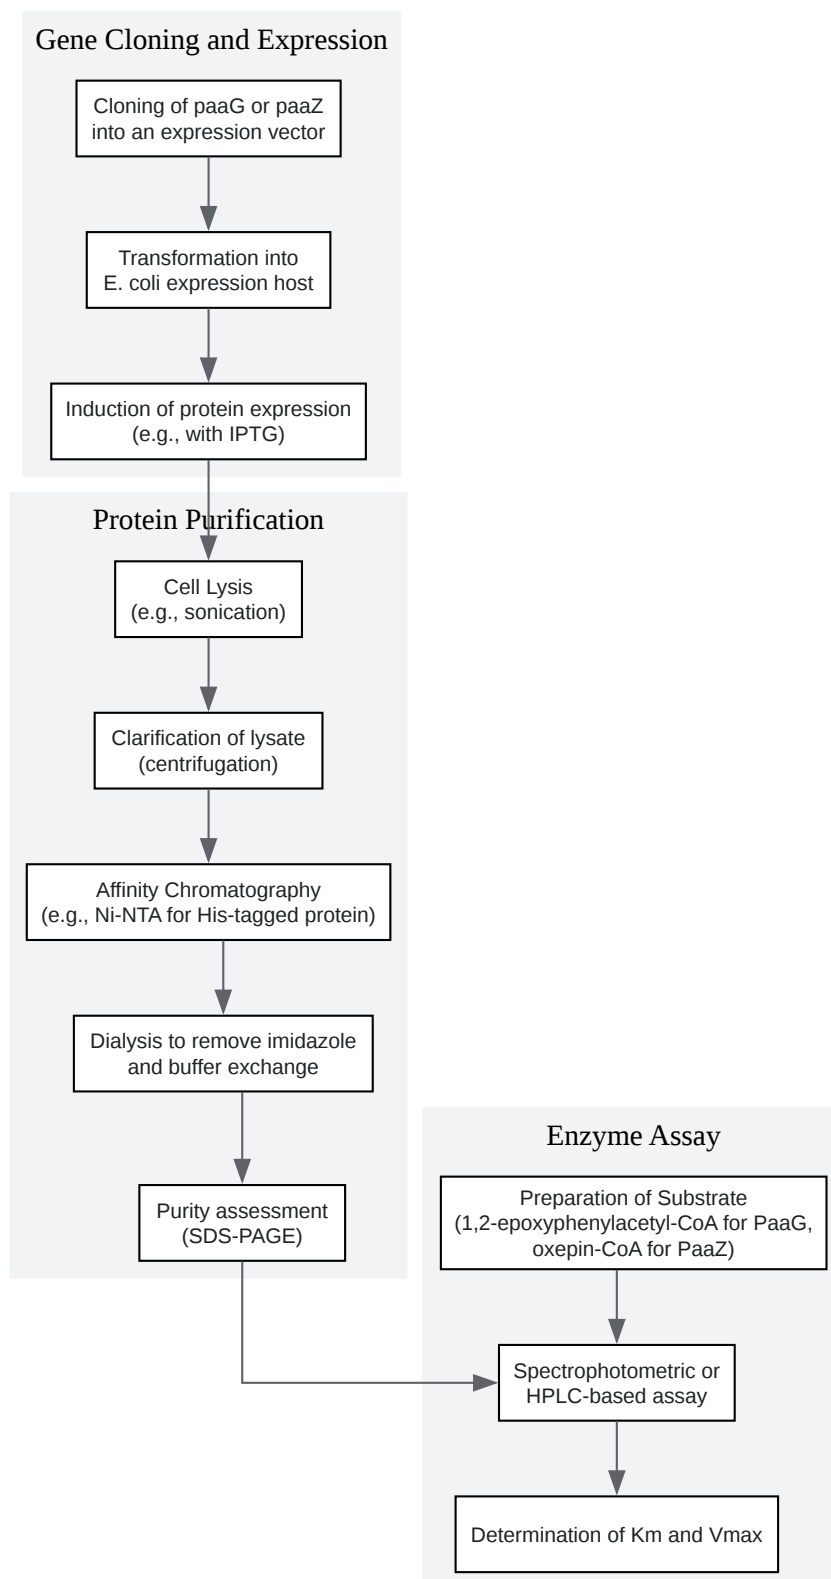 Gene Cloning and Expression
Cloning of paaG or paaZ
into an expression vector
Transformation into
E. coli expression host
Induction of protein expression
(e.g., with IPTG)
Protein Purification
Cell Lysis
(e.g., sonication)
Clarification of lysate
(centrifugation)
Affinity Chromatography
(e.g., Ni-NTA for His-tagged protein)
Dialysis to remove imidazole
and buffer exchange
Purity assessment
(SDS-PAGE)
Enzyme Assay
Preparation of Substrate
(1,2-epoxyphenylacetyl-CoA for PaaG,
oxepin-CoA for PaaZ)
Spectrophotometric or
HPLC-based assay
Determination of Km and Vmax